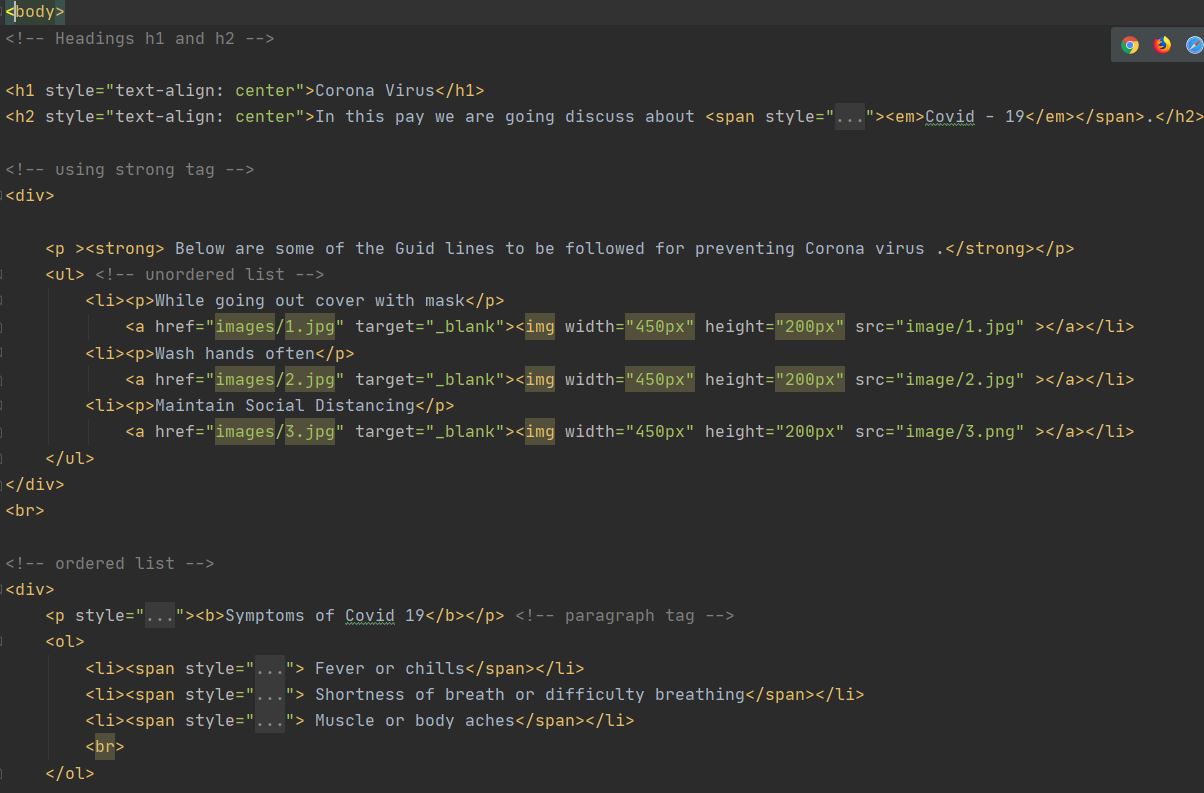 <body>
<!-- Headings h1 and h2 -->
<h1 style="text-align: center">Corona Virus</h1>
<h2 style="text-align: center">In this pay we are going discuss about <span style="..."><em>Covid - 19</em></span>.</h2>
<!-- using strong tag -->
<div>
<p ><strong> Below are some of the Guid lines to be followed for preventing Corona virus .</strong></p>
<ul> <!-- unordered list -->
<li><p>While going out cover with mask</p>
<a href="images/1.jpg" target="_blank"><img width="450px" height="200px" src="image/1.jpg" ></a></li>
<li><p>Wash hands often</p>
<a href="images/2.jpg" target="_blank"><img width="450px" height="200px" src="image/2.jpg" ></a></li>
<li><p>Maintain Social Distancing</p>
<a href="images/3.jpg" target="_blank"><img width="450px" height="200px" src="image/3.png" ></a></li>
</ul>
</div>
<br>
<!-- ordered list -->
<div>
<p style="..."><b>Symptoms of Covid 19</b></p> <!-- paragraph tag -->
<ol>
<li><span style="..."> Fever or chills</span></li>
<li><span style="..."> Shortness of breath or difficulty breathing</span></li>
<li><span style="..."> Muscle or body aches</span></li>
<br>
</ol>